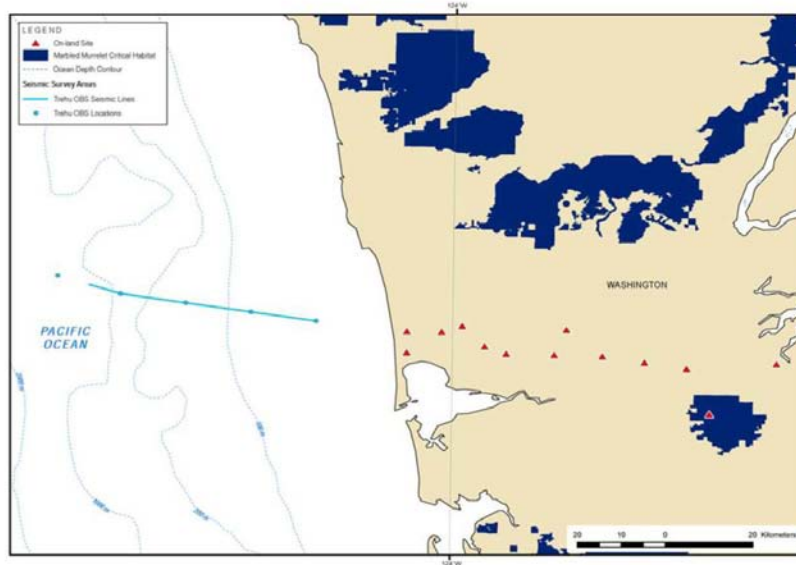 124°W
LEGEND
On-land Site
Marbled Murrelet Critical Habitat
Ocean Depth Contour
Seismic Survey Areas
Trehu OBS Seismic Lines
Trehu OBS Locations
WASHINGTON
PACIFIC
OCEAN
20 10 0 20 Kilometers
124°W